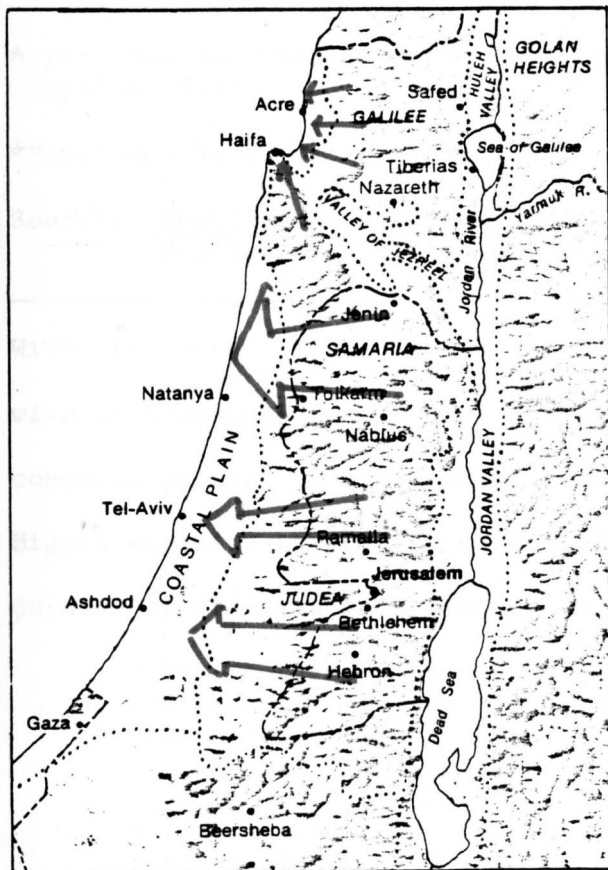 GOLAN
HEIGHTS
HULEH
VALLEY
Safed
Acre
GALILEE
Haifa
Sea of Galilee
Tiberias
Nazareth
Yarmuk R.
VALLEY OF JEZREEL
Jordan River
Jenin
SAMARIA
Natanya
Tulkarm
Nablus
COASTAL PLAIN
JORDAN VALLEY
Tel-Aviv
Ramalla
Jerusalem
JUDEA
Ashdod
Bethlehem
Hebron
Dead Sea
Gaza
Beersheba